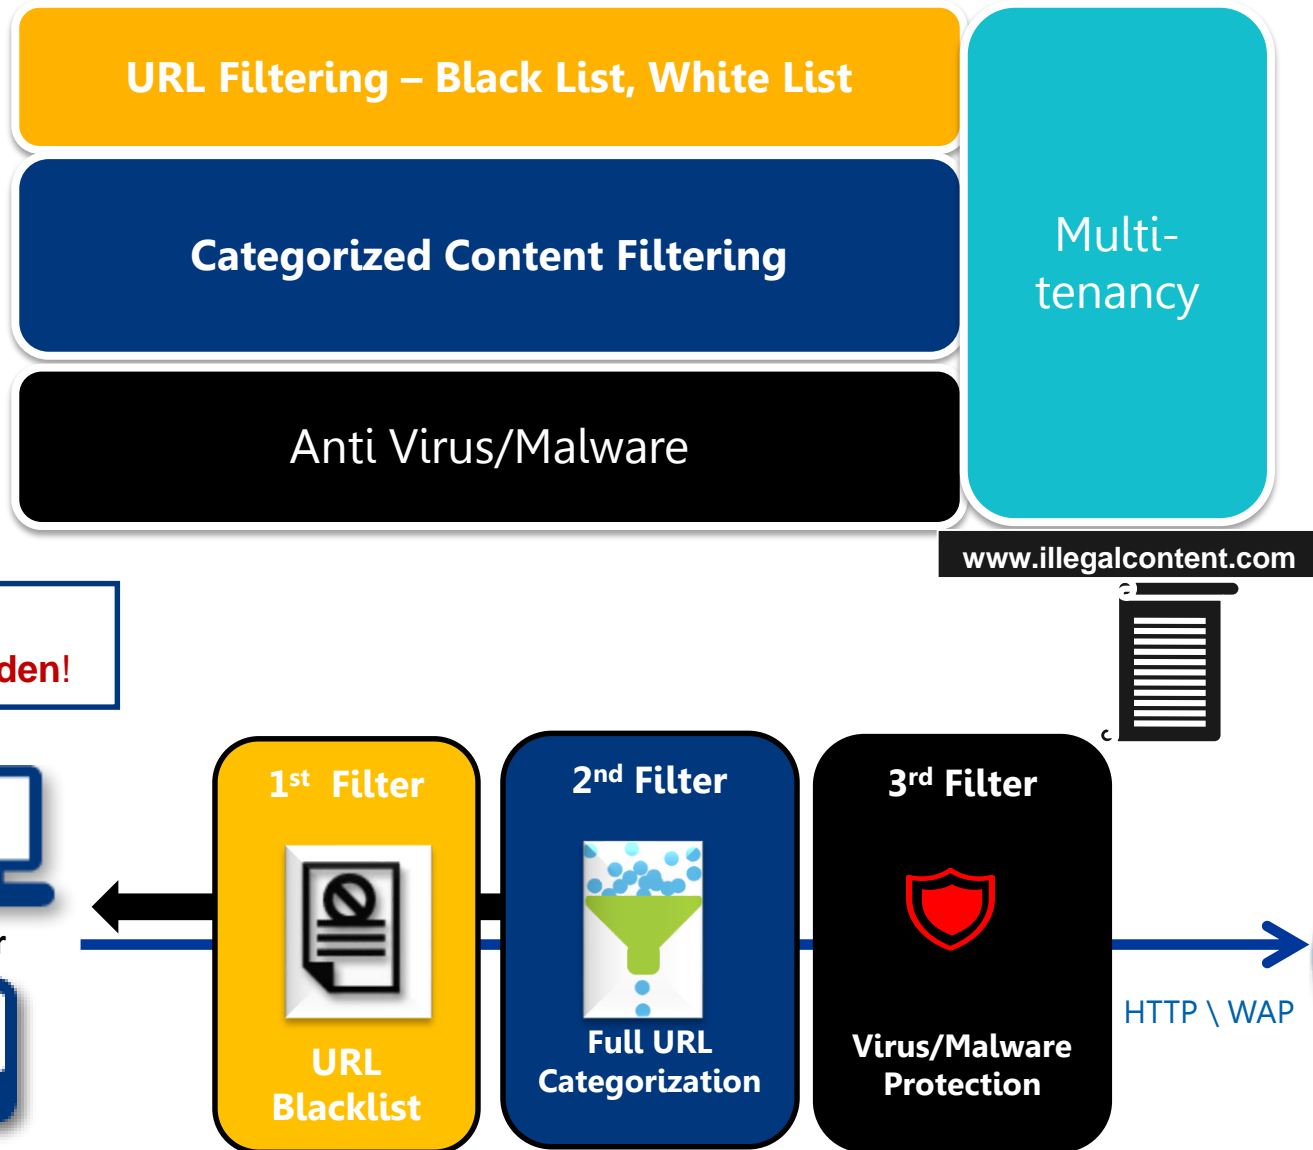 URL Filtering – Black List, White List
Categorized Content Filtering
Anti Virus/Malware
Multi-
tenancy
www.illegalcontent.com
den!
1st Filter
URL
Blacklist
2nd Filter
Full URL
Categorization
3rd Filter
Virus/Malware
Protection
r
HTTP \ WAP